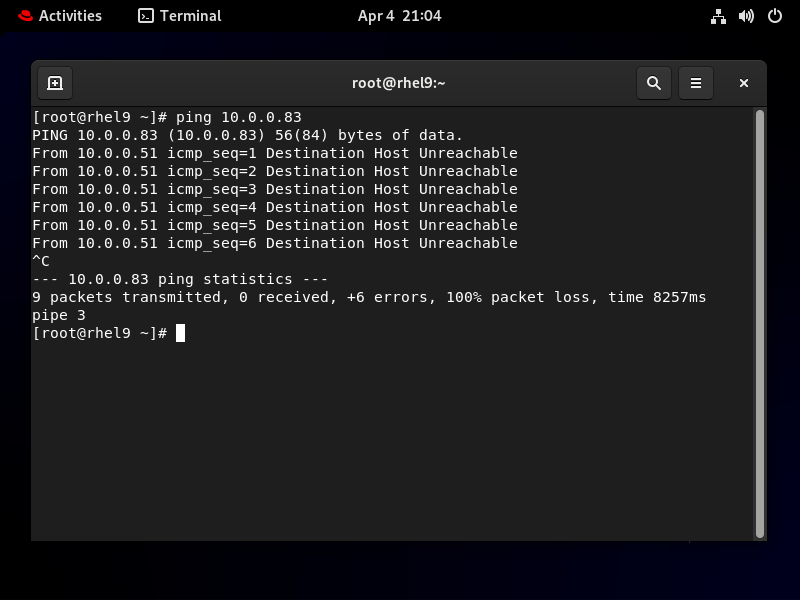 Activities Terminal Apr 4 21:04
root@rhel9:~
[root@rhel9 ~]# ping 10.0.0.83
PING 10.0.0.83 (10.0.0.83) 56(84) bytes of data.
From 10.0.0.51 icmp_seq=1 Destination Host Unreachable
From 10.0.0.51 icmp_seq=2 Destination Host Unreachable
From 10.0.0.51 icmp_seq=3 Destination Host Unreachable
From 10.0.0.51 icmp_seq=4 Destination Host Unreachable
From 10.0.0.51 icmp_seq=5 Destination Host Unreachable
From 10.0.0.51 icmp_seq=6 Destination Host Unreachable
^C
--- 10.0.0.83 ping statistics ---
9 packets transmitted, 0 received, +6 errors, 100% packet loss, time 8257ms
pipe 3
[root@rhel9 ~]#